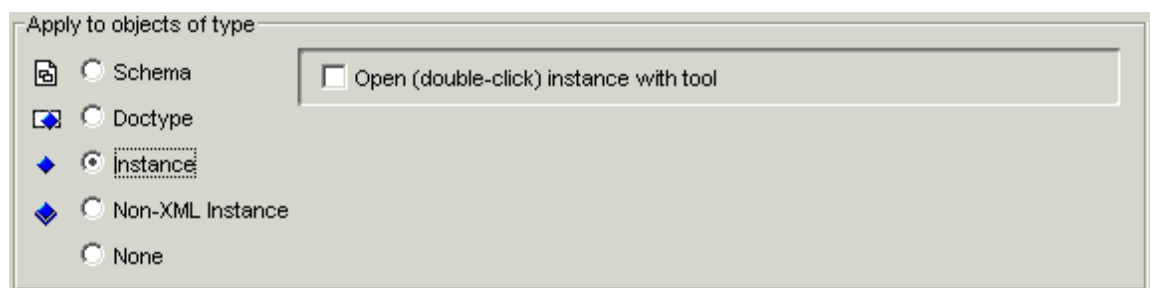 Apply to objects of type
Schema
Open (double-click) instance with tool
Doctype
Instance
Non-XML Instance
None